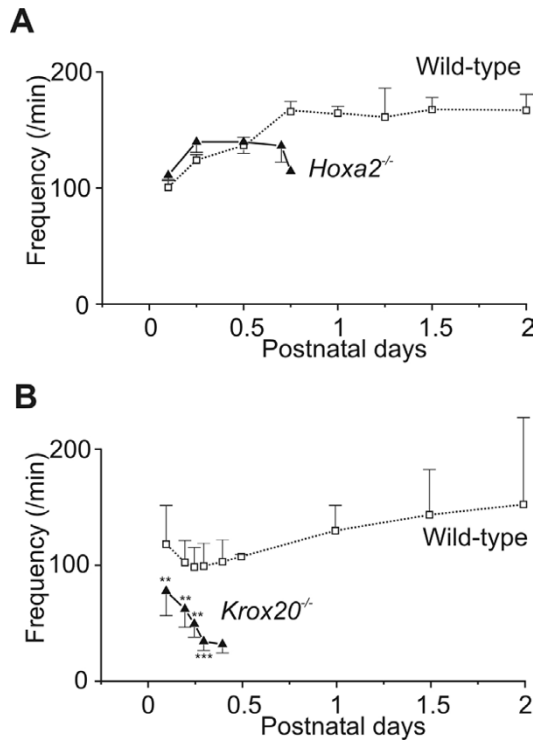 A
200
Wild-type
Frequency (/min)
Hoxa2-/-
100
0
0 0.5 1 1.5 2
Postnatal days
B
200
Frequency (/min)
Wild-type
100
**
**
**
Krox20-/-
***
0
0 0.5 1 1.5 2
Postnatal days